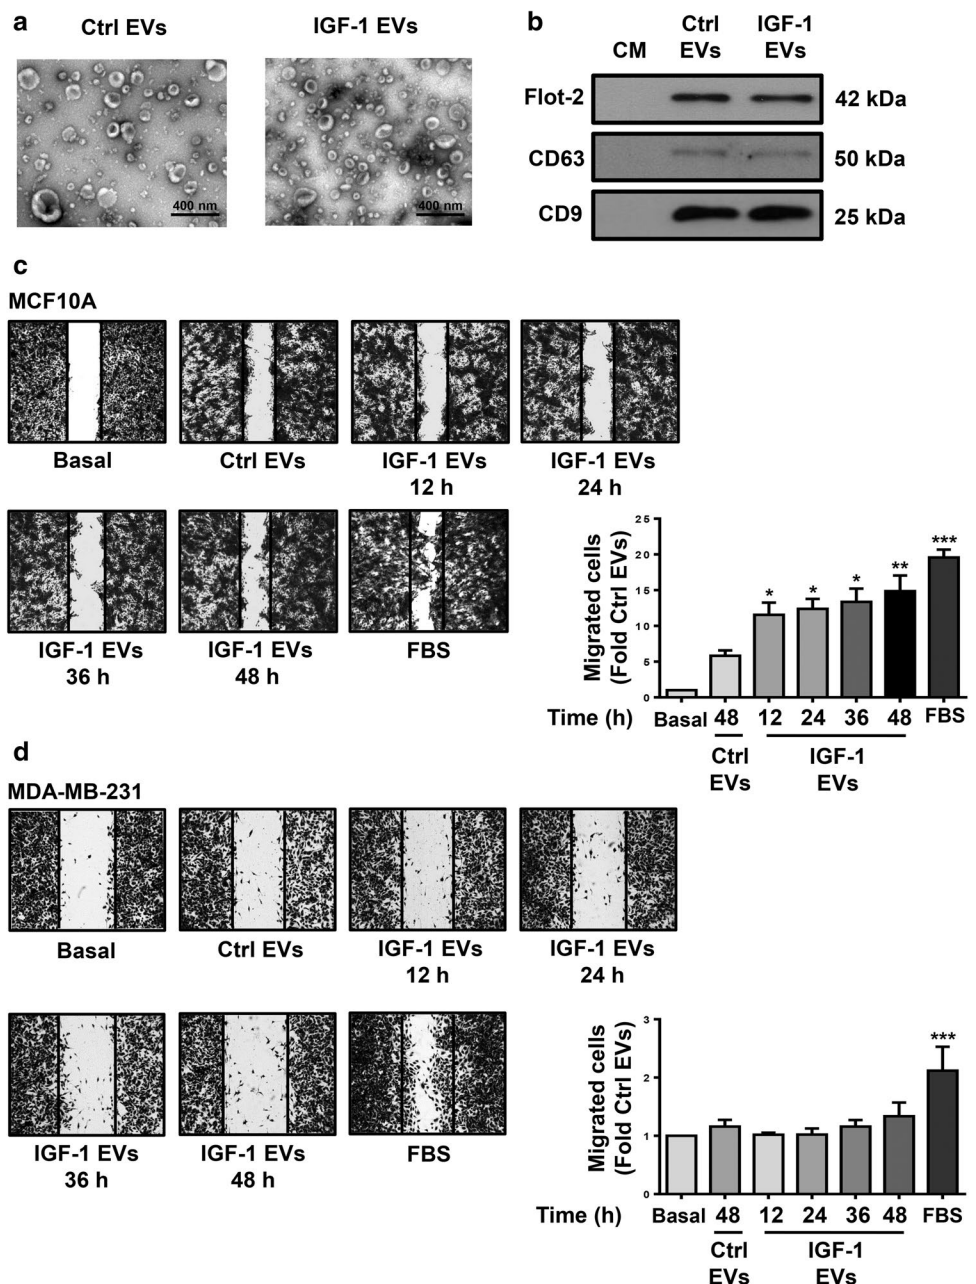 a
Ctrl EVs
IGF-1 EVs
400 nm
400 nm
b
CM
Ctrl
EVs
IGF-1
EVs
Flot-2
42 kDa
CD63
50 kDa
CD9
25 kDa
c
MCF10A
Basal
Ctrl EVs
IGF-1 EVs
12 h
IGF-1 EVs
24 h
IGF-1 EVs
36 h
IGF-1 EVs
48 h
FBS
Migrated cells
(Fold Ctrl EVs)
25
20
15
10
5
0
* * * ** ***
Basal 48 12 24 36 48 FBS
Time (h)
Ctrl
EVs
IGF-1
EVs
d
MDA-MB-231
Basal
Ctrl EVs
IGF-1 EVs
12 h
IGF-1 EVs
24 h
IGF-1 EVs
36 h
IGF-1 EVs
48 h
FBS
Migrated cells
(Fold Ctrl EVs)
3
2
1
0
***
Time (h) Basal 48 12 24 36 48 FBS
Ctrl
EVs
IGF-1
EVs